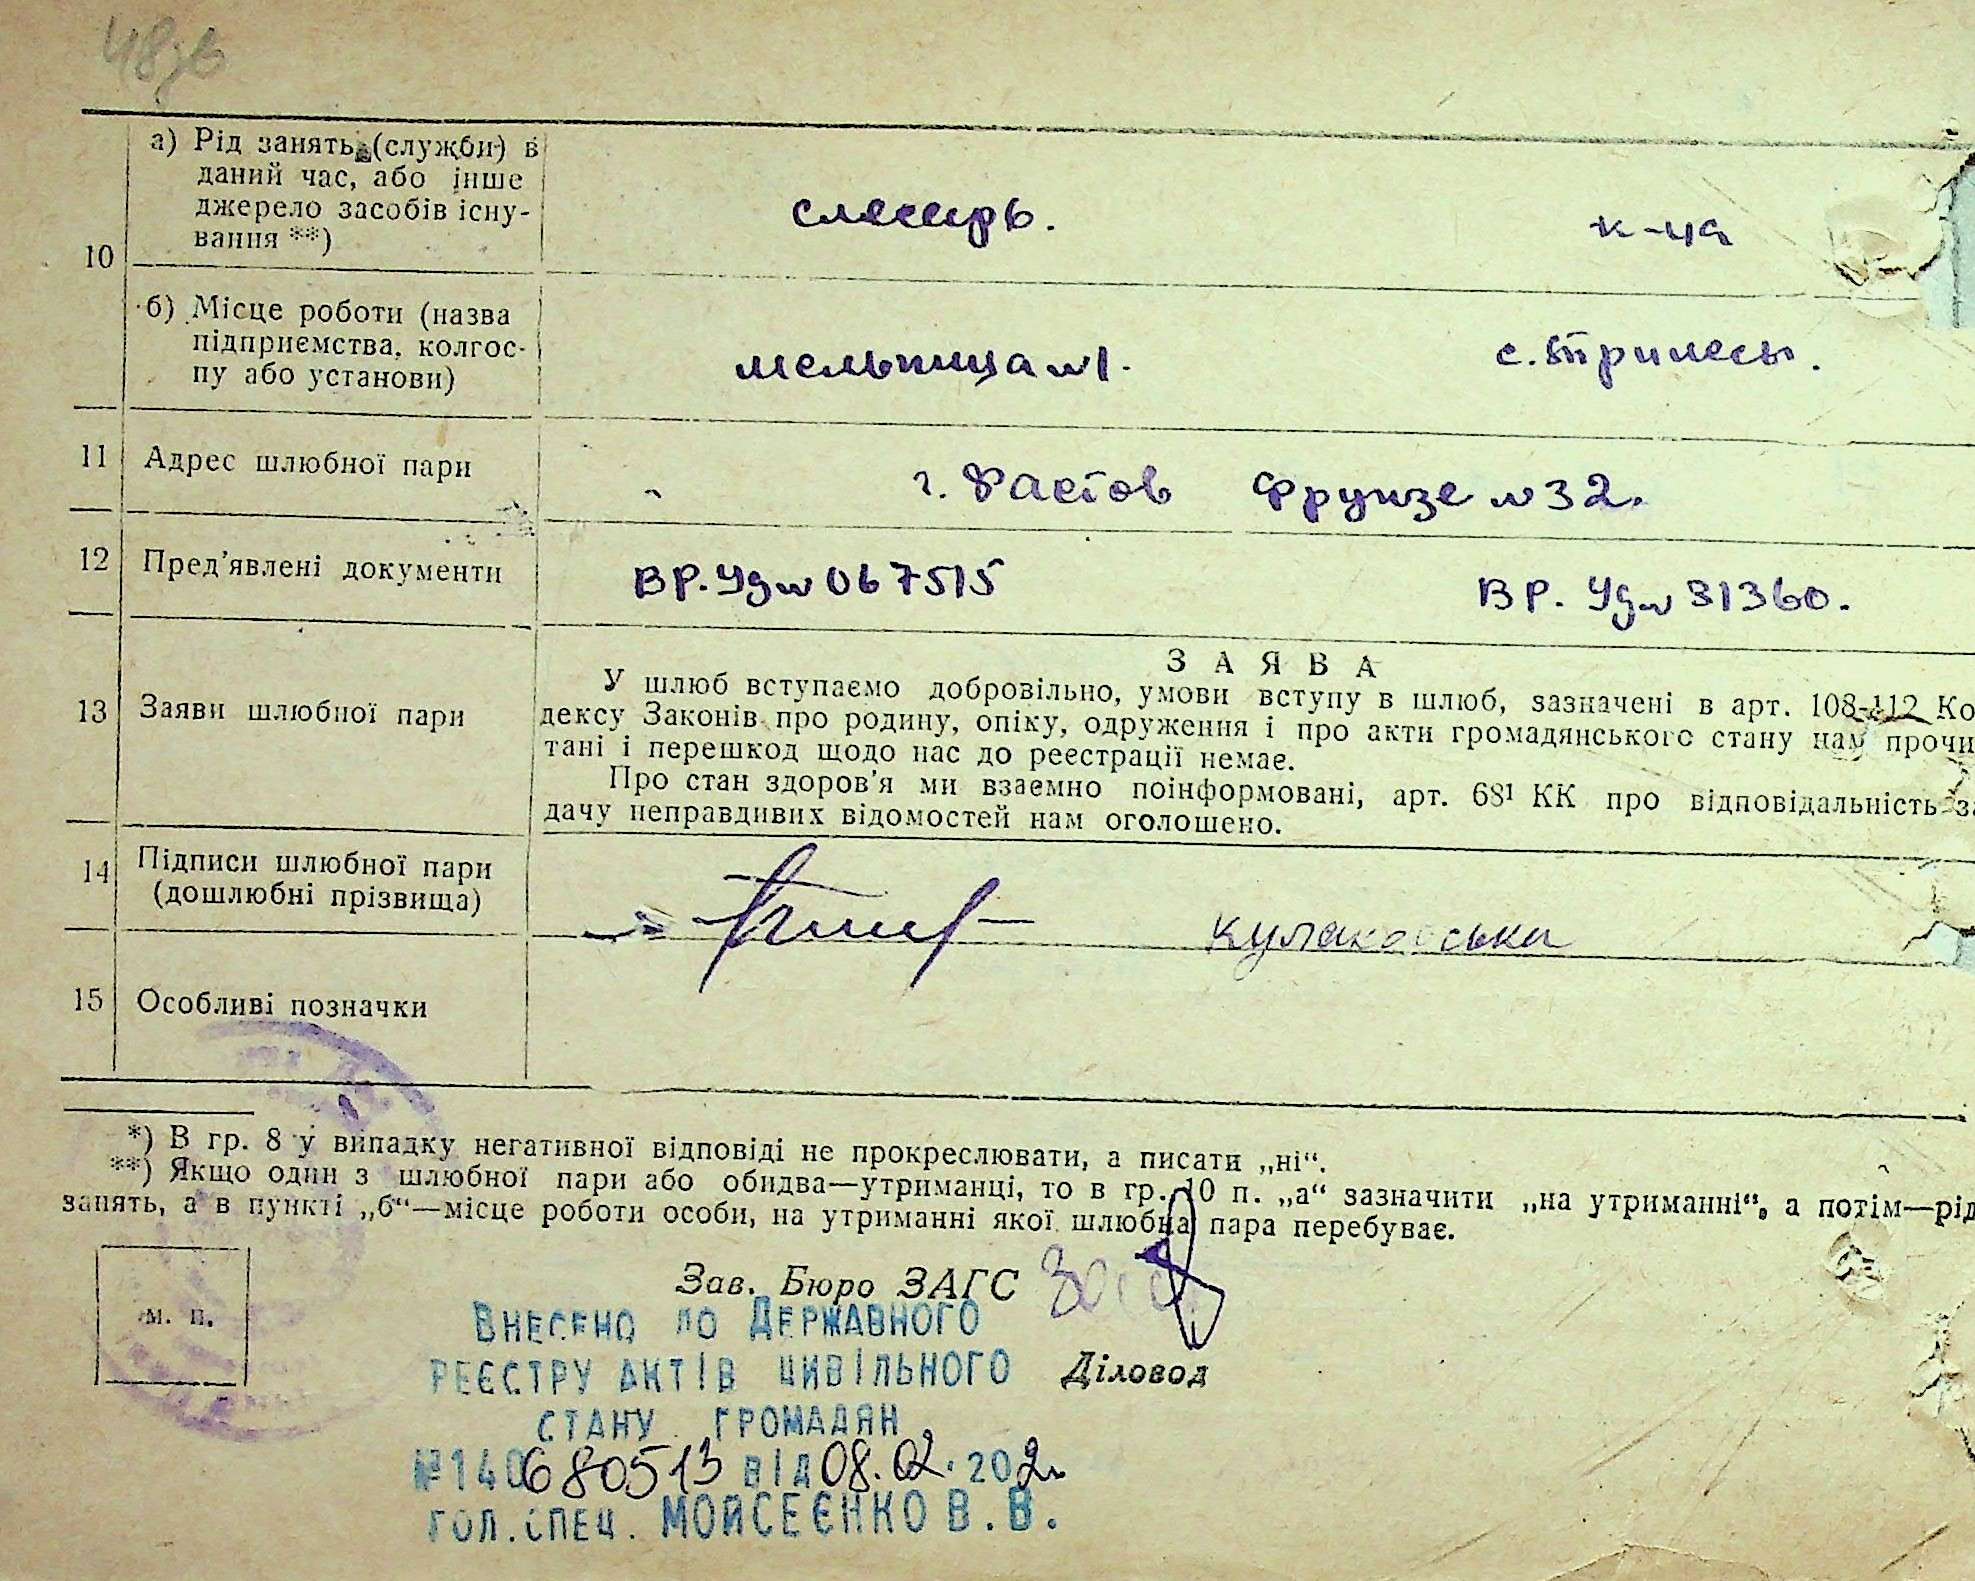 48зв
а) Рід занять (служби) в
даний час, або інше
джерело засобів існу-
вання **)
10
слесарь.
к-ца
б) Місце роботи (назва
підприємства, колгос-
пу або установи)
мельница №1.
с. Трилесы.
11 Адрес шлюбної пари
г. Фастов Фрунзе №32.
12 Пред'явлені документи
ВР. Уд№ 067515
ВР. Уд№ 31360.
13 Заяви шлюбної пари
ЗАЯВА
У шлюб вступаємо добровільно, умови вступу в шлюб, зазначені в арт. 108-112 Ко
дексу Законів про родину, опіку, одруження і про акти громадянського стану нам прочи
тані і перешкод щодо нас до реєстрації немає.
Про стан здоров'я ми взаємно поінформовані, арт. 68¹ КК про відповідальність за
дачу неправдивих відомостей нам оголошено.
14 Підписи шлюбної пари
(дошлюбні прізвища)
Кулаковська
15 Особливі позначки
*) В гр. 8 у випадку негативної відповіді не прокреслювати, а писати „ні“.
**) Якщо один з шлюбної пари або обидва—утриманці, то в гр. 10 п. „а“ зазначити „на утриманні“, а потім—рід
занять, а в пункті „б“—місце роботи особи, на утриманні якої шлюбна пара перебуває.
м. п.
Зав. Бюро ЗАГС
Внесено до Державного
реєстру актів цивільного
Діловод
стану громадян
№140680513 від 08.02.202
гол.спец. Мойсеєнко В.В.